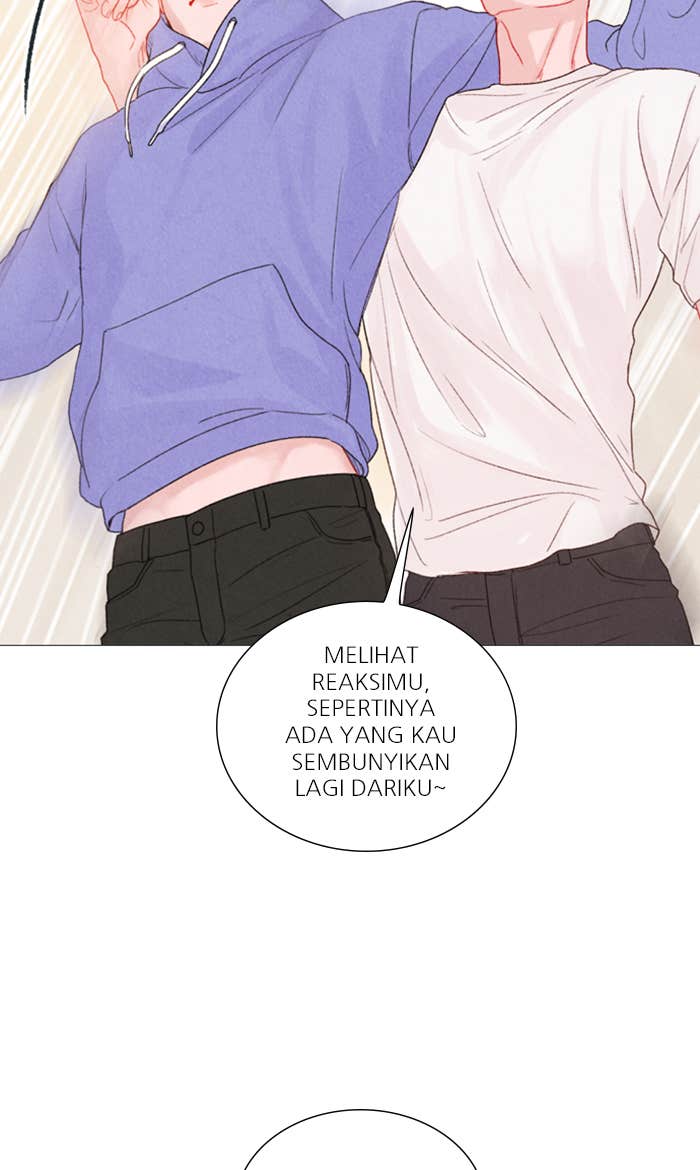 MELIHAT
REAKSIMU,
SEPERTINYA
ADA YANG KAU
SEMBUNYIKAN
LAGI DARIKU~